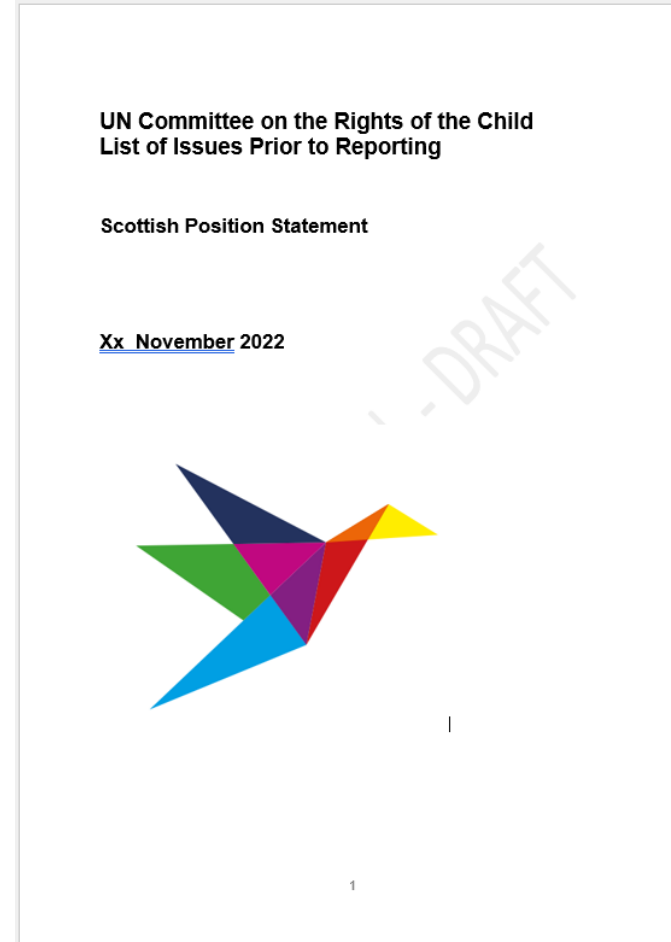 UN Committee on the Rights of the Child
List of Issues Prior to Reporting
Scottish Position Statement
- DRAFT
Xx November 2022
1